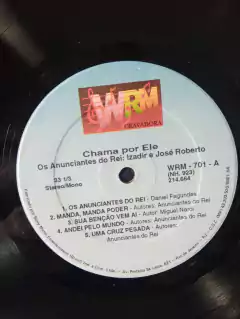 WRM
GRAVADORA
Chama por Ele
Os Anunciantes do Rei: Izadir e José Roberto
33 1/3
Stereo/Mono
WRM - 701 - A
(NH. 923)
214.664
1. OS ANUNCIANTES DO REI - Daniel Fagundes
2. MANDA, MANDA PODER - Autores: Anunciantes do Rei
3. SUA BENÇÃO VEM AÍ - Autor: Miguel Nairo
4. ANDEI PELO MUNDO - Autores: Anunciantes do Rei
5. UMA CRUZ PESADA - Autores:
Anunciantes do Rei